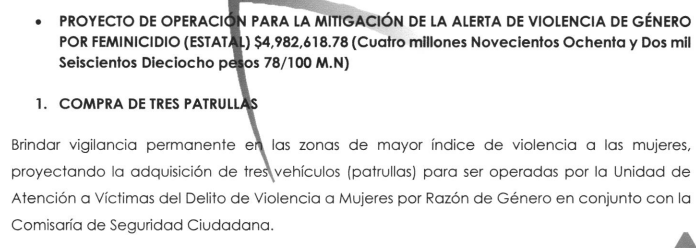 • PROYECTO DE OPERACIÓN PARA LA MITIGACIÓN DE LA ALERTA DE VIOLENCIA DE GÉNERO
POR FEMINICIDIO (ESTATAL) $4,982,618.78 (Cuatro millones Novecientos Ochenta y Dos mil
Seiscientos Dieciocho pesos 78/100 M.N)
1. COMPRA DE TRES PATRULLAS
Brindar vigilancia permanente en las zonas de mayor índice de violencia a las mujeres,
proyectando la adquisición de tres vehículos (patrullas) para ser operadas por la Unidad de
Atención a Víctimas del Delito de Violencia a Mujeres por Razón de Género en conjunto con la
Comisaría de Seguridad Ciudadana.